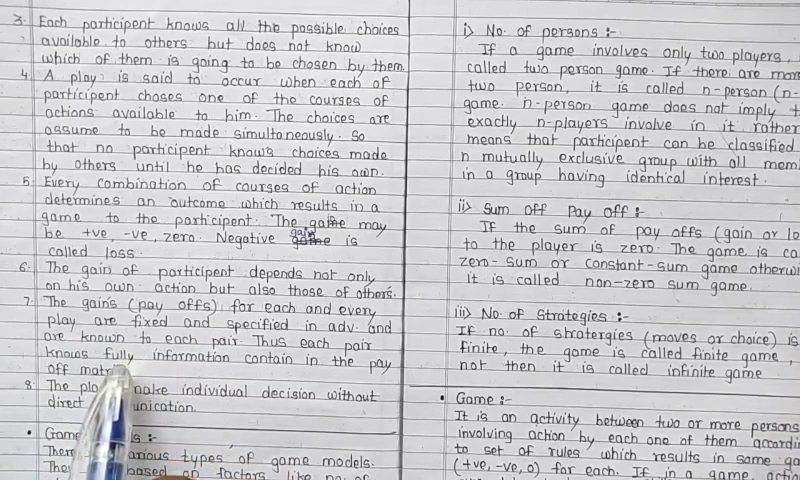 3. Each participent knows all the possible choices
available to others but does not know
which of them is going to be chosen by them
4. A play is said to occur when each of
participent choses one of the courses of
actions available to him. The choices are
assume to be made simultaneously. So
that no participent knows choices made
by others until he has decided his own.
5. Every combination of courses of action
determines an outcome which results in a
game to the participent. The game may
be +ve, -ve, zero. Negative gain is
called loss.
6. The gain of participent depends not only
on his own action but also those of others.
7. The gains (pay offs) for each and every
play are fixed and specified in adv. and
are known to each pair. Thus each pair
knows fully information contain in the pay
off
8. The individual decision without
direct
• Game
various types of game models.
based on factors like no. of
i) No. of persons :-
If a game involves only two players,
called two person game. If there are more
two person, it is called n-person (n-
game. n-person game does not imply
exactly n-players involve in it rather
means that participent can be classified
n mutually exclusive group with all
in a group having identical interest.
ii) Sum off Pay off :-
If the sum of pay offs (gain or
to the player is zero. The game is
zero-sum or constant-sum game
it is called non-zero sum game.
iii) No. of Strategies :-
If no. of stratergies (moves or choice) is
finite, the game is called finite game,
not then it is called infinite game
• Game :-
It is an activity between two or more persons
involving action by each one of them
to set of rules which results in some
(+ve, -ve, 0) for each. If in a game,